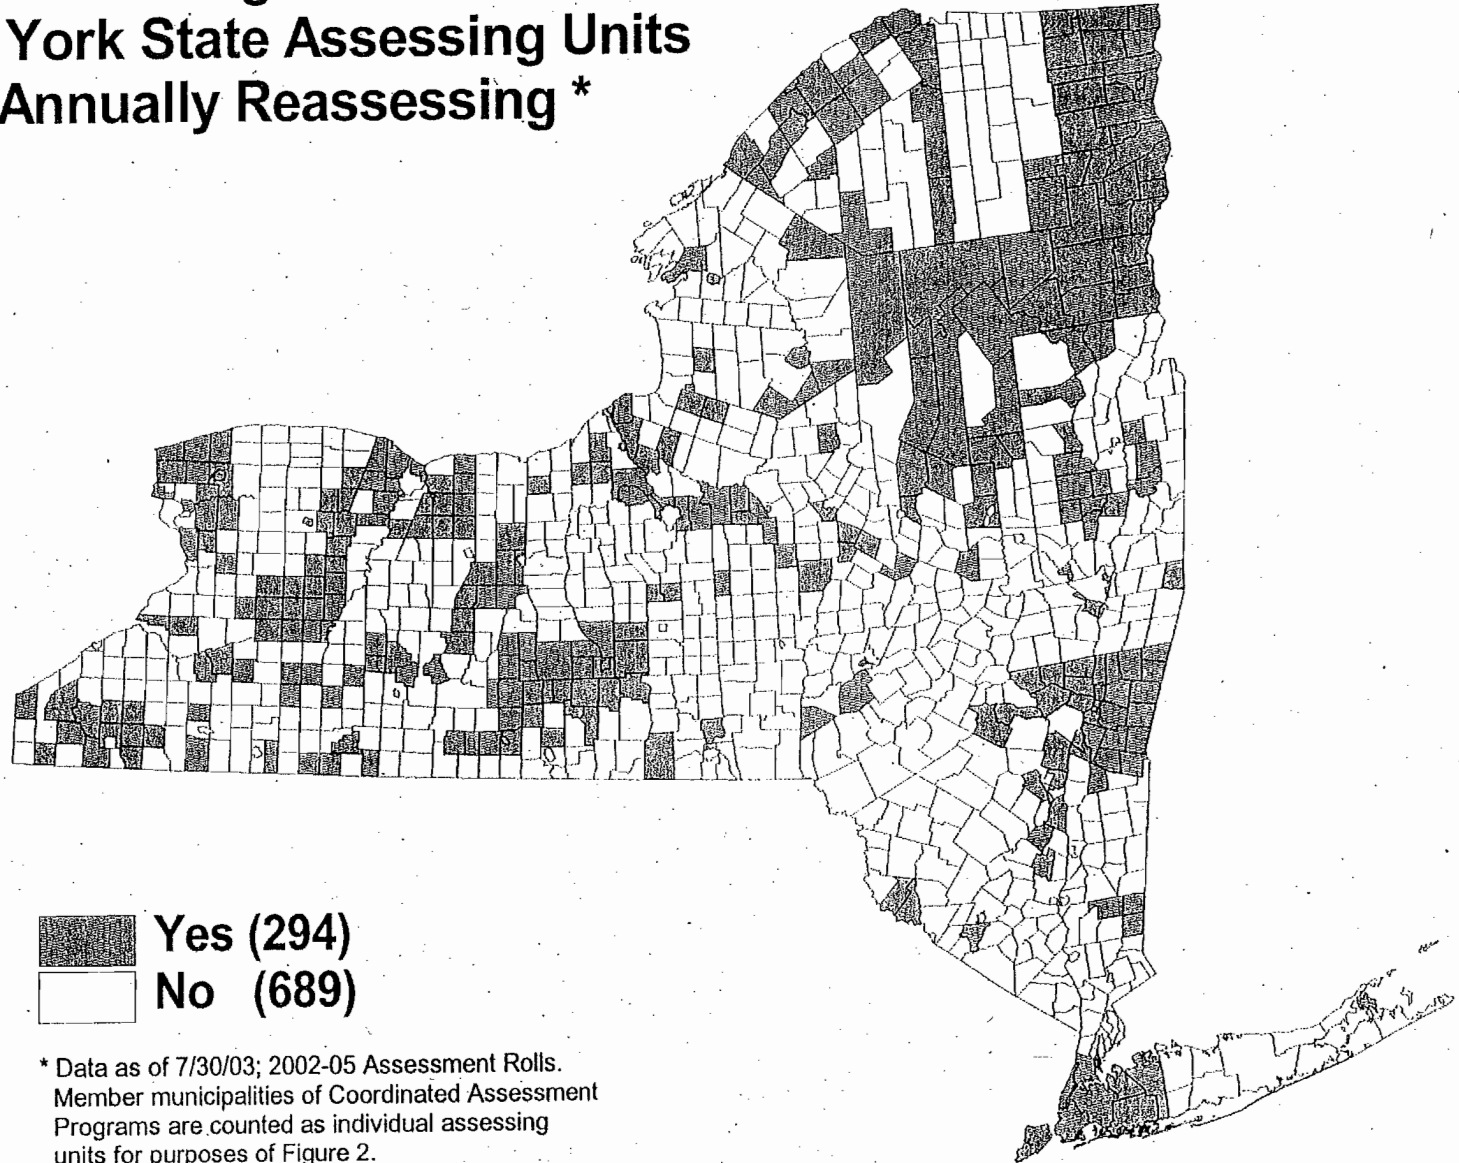 York State Assessing Units
Annually Reassessing *
Yes (294)
No (689)
* Data as of 7/30/03; 2002-05 Assessment Rolls.
Member municipalities of Coordinated Assessment
Programs are counted as individual assessing
units for purposes of Figure 2.